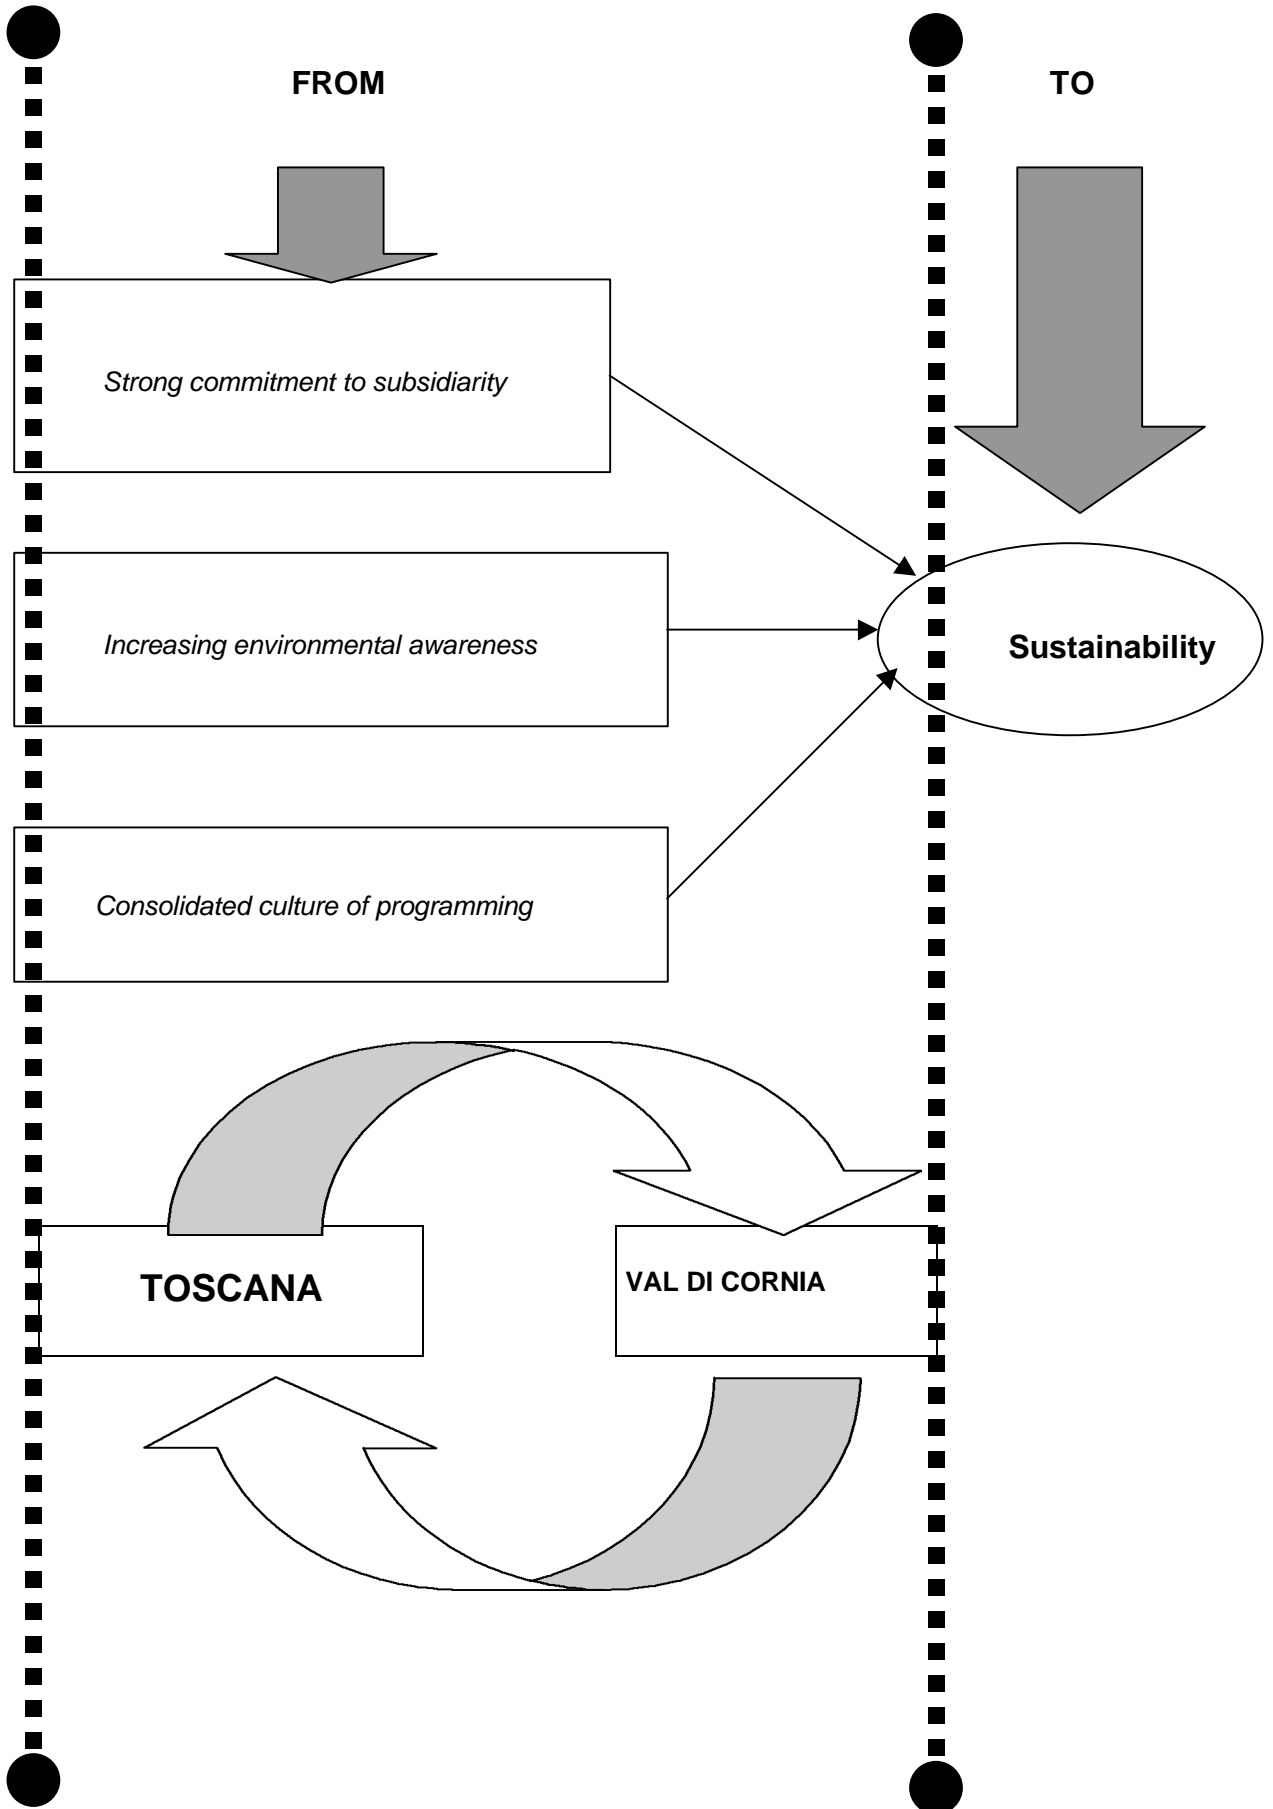 FROM
TO
Strong commitment to subsidiarity
Increasing environmental awareness
Sustainability
Consolidated culture of programming
TOSCANA
VAL DI CORNIA